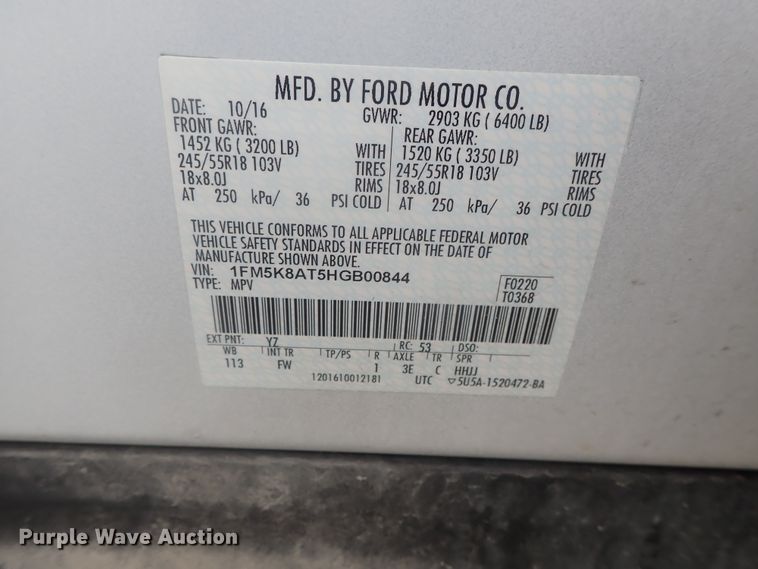 MFD. BY FORD MOTOR CO.
DATE: 10/16 GVWR: 2903 KG ( 6400 LB)
FRONT GAWR: REAR GAWR:
1452 KG ( 3200 LB) WITH 1520 KG ( 3350 LB) WITH
245/55R18 103V TIRES 245/55R18 103V TIRES
18x8.0J RIMS 18x8.0J RIMS
AT 250 kPa/ 36 PSI COLD AT 250 kPa/ 36 PSI COLD
THIS VEHICLE CONFORMS TO ALL APPLICABLE FEDERAL MOTOR
VEHICLE SAFETY STANDARDS IN EFFECT ON THE DATE OF
MANUFACTURE SHOWN ABOVE.
VIN: 1FM5K8AT5HGB00844 F0220
TYPE: MPV T0368
EXT PNT: YZ RC: 53 DSO:
WB INT TR TP/PS R AXLE TR SPR
113 FW 1 3E C HHJJ
1201610012181 UTC ▽5U5A-1520472-BA
Purple Wave Auction